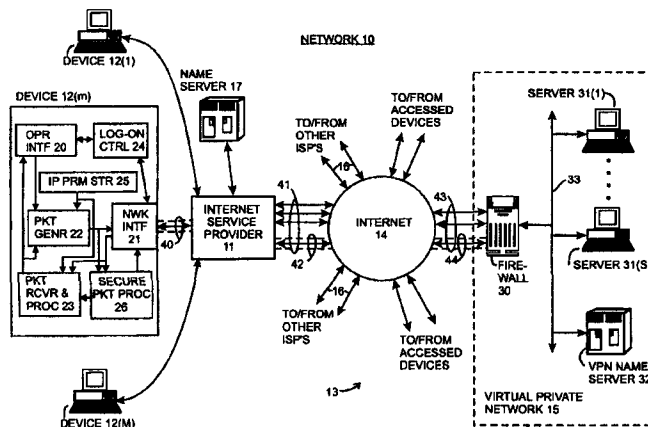 NETWORK 10
DEVICE 12(1)
NAME
SERVER 17
DEVICE 12(m)
OPR
INTF 20
LOG-ON
CTRL 24
IP PRM STR 25
PKT
GENR 22
NWK
INTF
21
PKT
RCVR &
PROC 23
SECURE
PKT PROC
26
40
INTERNET
SERVICE
PROVIDER
11
41
42
TO/FROM
OTHER
ISP'S
16
TO/FROM
ACCESSED
DEVICES
INTERNET
14
TO/FROM
OTHER
ISP'S
16
TO/FROM
ACCESSED
DEVICES
43
44
FIRE-
WALL
30
SERVER 31(1)
33
SERVER 31(S
VPN NAME
SERVER 32
VIRTUAL PRIVATE
NETWORK 15
13
DEVICE 12(M)